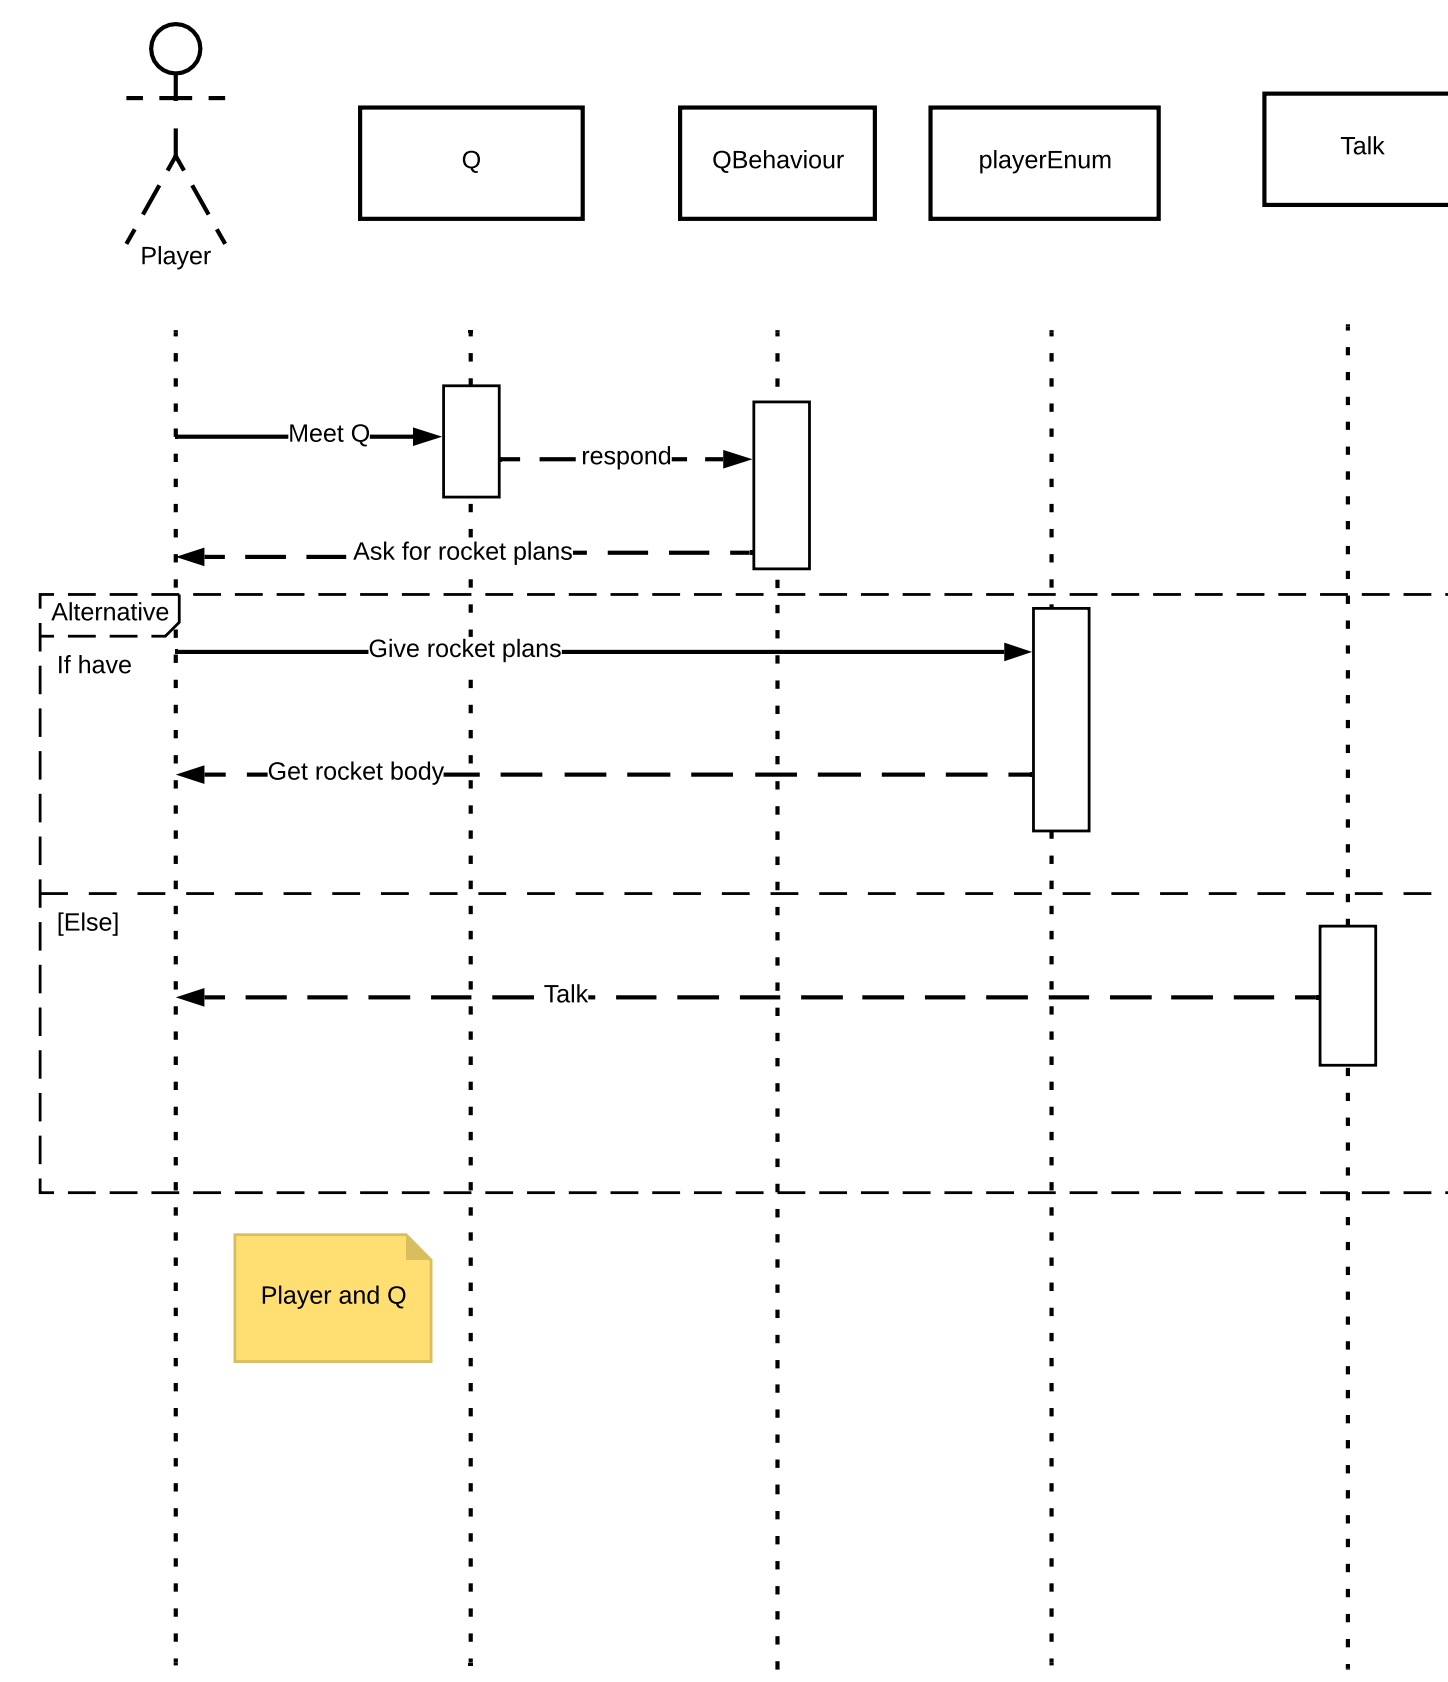 Player
Q
QBehaviour
playerEnum
Talk
Meet Q
respond
Ask for rocket plans
Alternative
If have
Give rocket plans
Get rocket body
[Else]
Talk
Player and Q